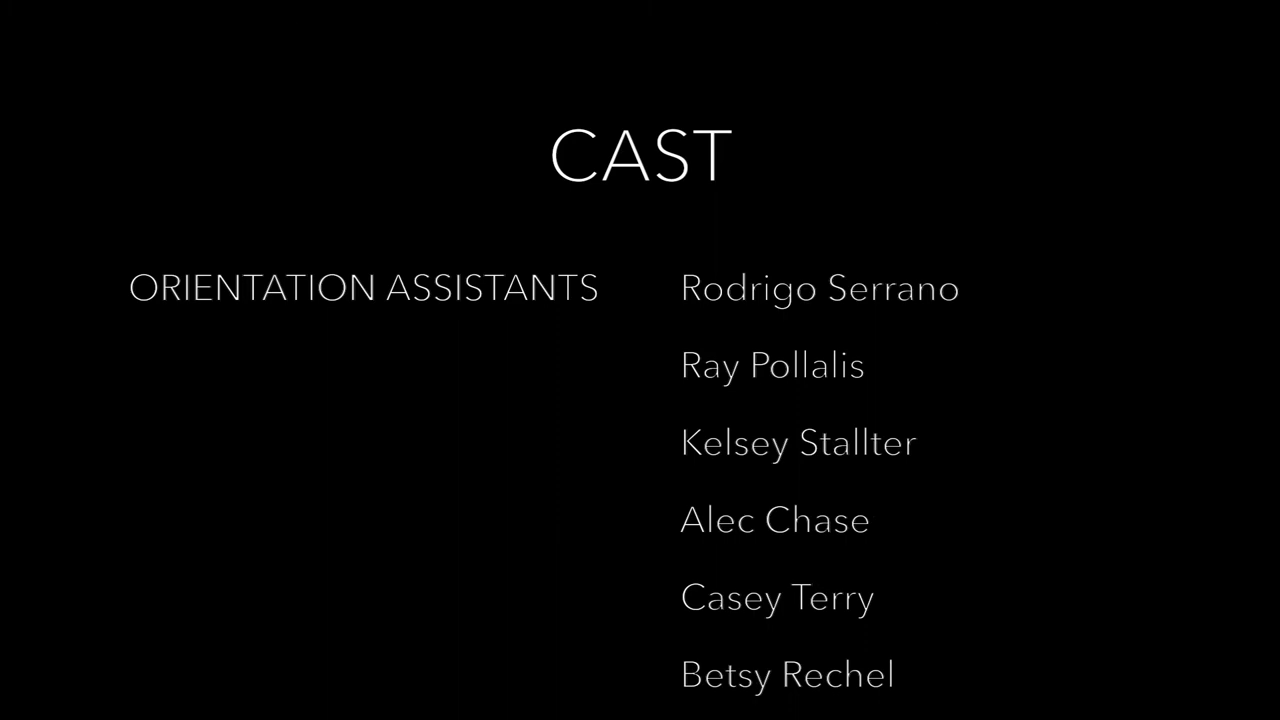 CAST
ORIENTATION ASSISTANTS Rodrigo Serrano
Ray Pollalis
Kelsey Stallter
Alec Chase
Casey Terry
Betsy Rechel